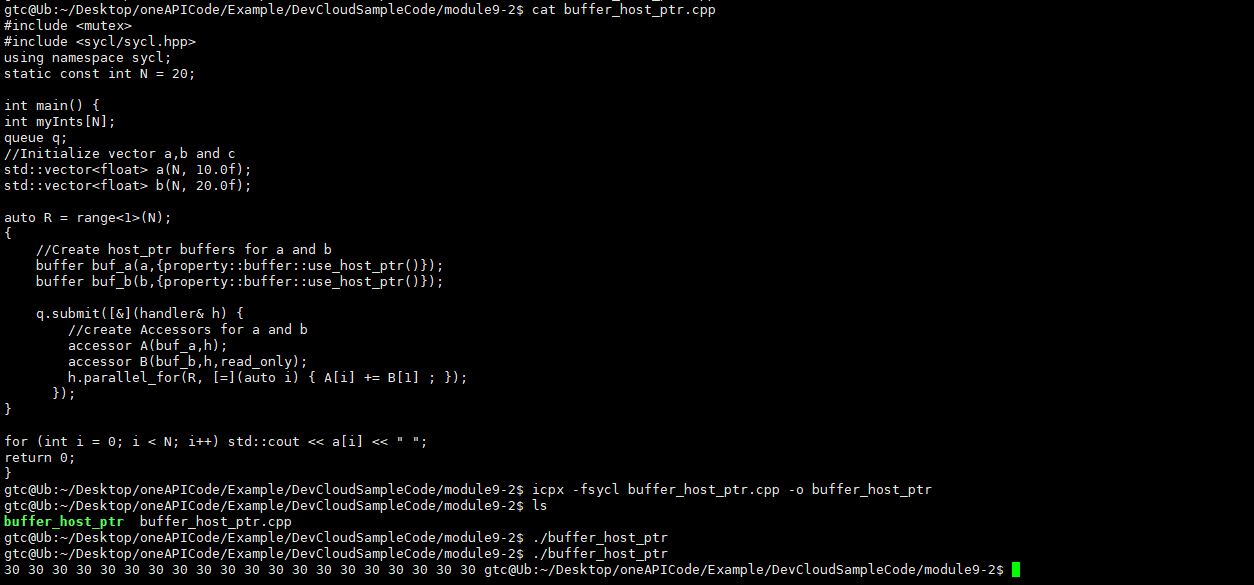 gtc@Ub:~/Desktop/oneAPICode/Example/DevCloudSampleCode/module9-2$ cat buffer_host_ptr.cpp
#include <mutex>
#include <sycl/sycl.hpp>
using namespace sycl;
static const int N = 20;

int main() {
int myInts[N];
queue q;
//Initialize vector a,b and c
std::vector<float> a(N, 10.0f);
std::vector<float> b(N, 20.0f);

auto R = range<1>(N);
{
    //Create host_ptr buffers for a and b
    buffer buf_a(a,{property::buffer::use_host_ptr()});
    buffer buf_b(b,{property::buffer::use_host_ptr()});

    q.submit([&](handler& h) {
        //create Accessors for a and b
        accessor A(buf_a,h);
        accessor B(buf_b,h,read_only);
        h.parallel_for(R, [=](auto i) { A[i] += B[1] ; });
      });
}

for (int i = 0; i < N; i++) std::cout << a[i] << " ";
return 0;
}
gtc@Ub:~/Desktop/oneAPICode/Example/DevCloudSampleCode/module9-2$ icpx -fsycl buffer_host_ptr.cpp -o buffer_host_ptr
gtc@Ub:~/Desktop/oneAPICode/Example/DevCloudSampleCode/module9-2$ ls
buffer_host_ptr  buffer_host_ptr.cpp
gtc@Ub:~/Desktop/oneAPICode/Example/DevCloudSampleCode/module9-2$ ./buffer_host_ptr
gtc@Ub:~/Desktop/oneAPICode/Example/DevCloudSampleCode/module9-2$ ./buffer_host_ptr
30 30 30 30 30 30 30 30 30 30 30 30 30 30 30 30 30 30 30 30 gtc@Ub:~/Desktop/oneAPICode/Example/DevCloudSampleCode/module9-2$